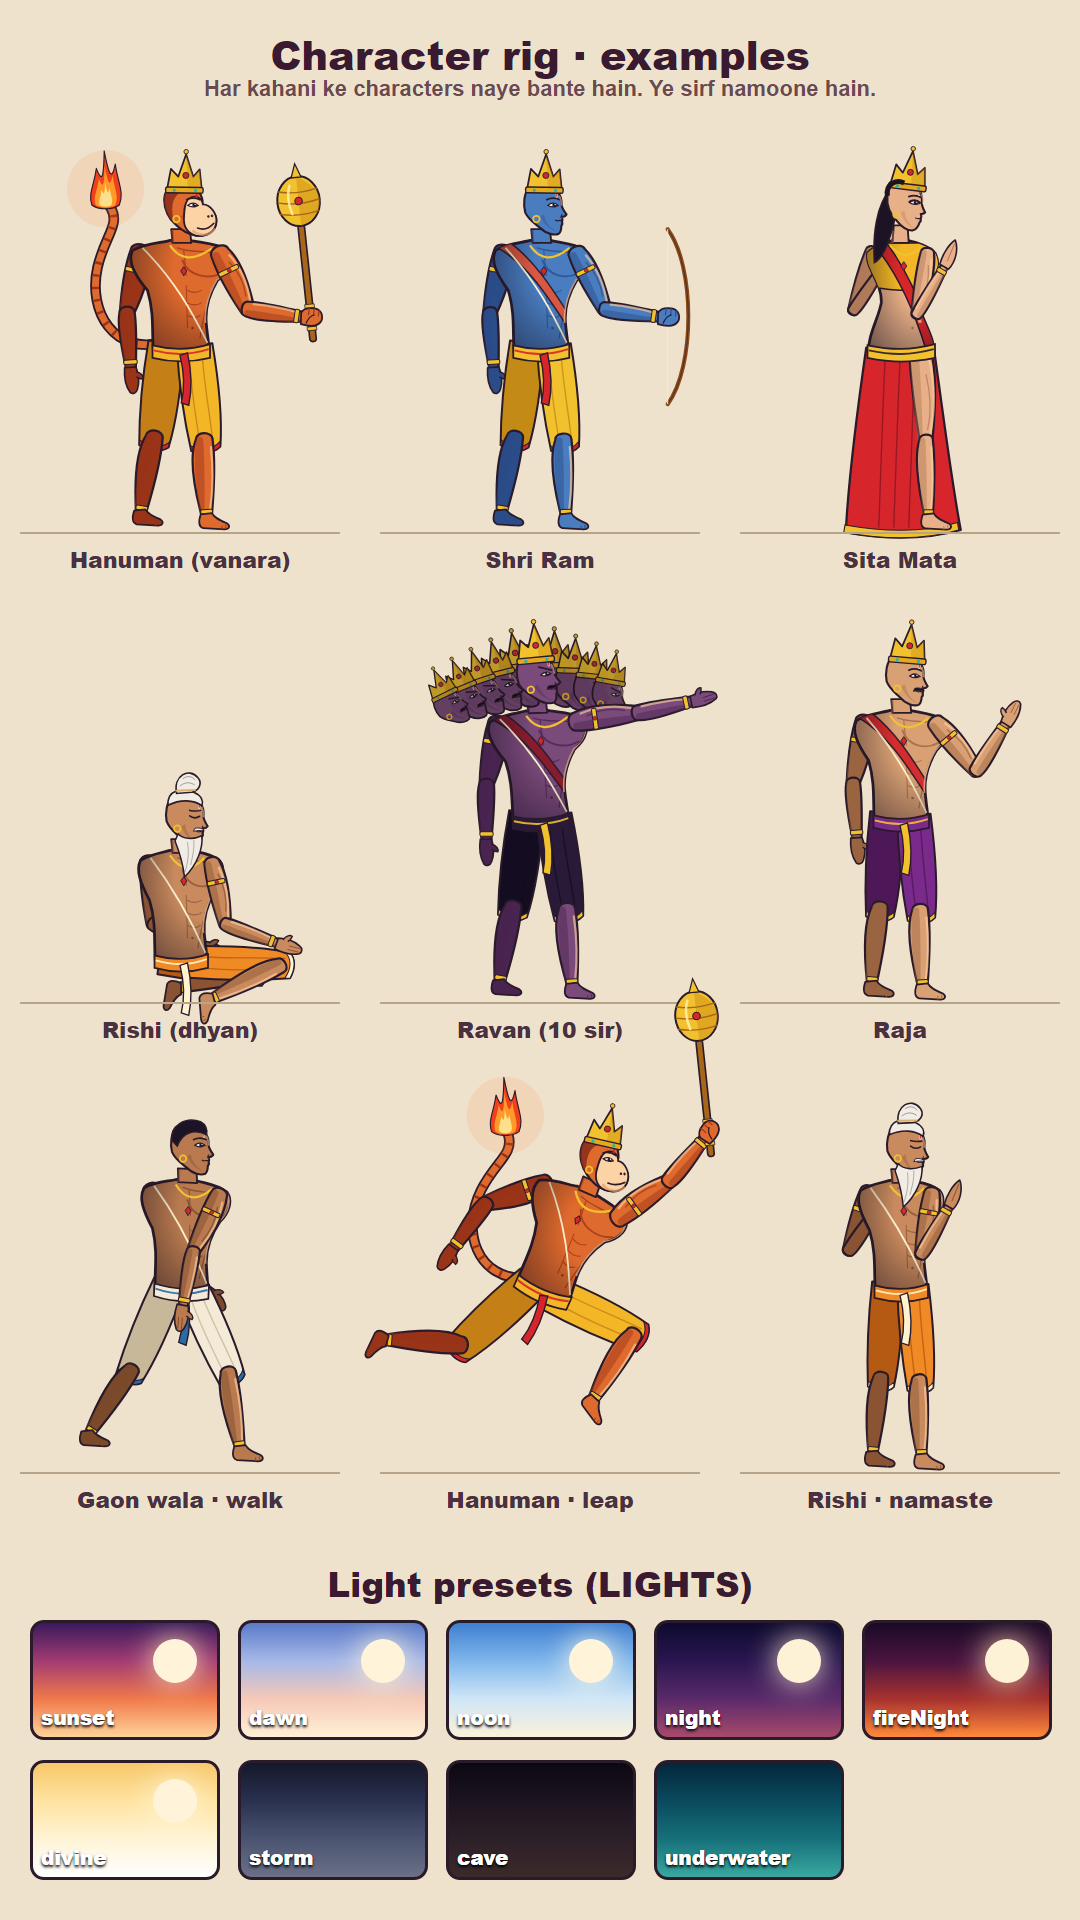 Character rig · examples
Har kahani ke characters naye bante hain. Ye sirf namoone hain.
Hanuman (vanara)
Shri Ram
Sita Mata
Rishi (dhyan)
Ravan (10 sir)
Raja
Gaon wala · walk
Hanuman · leap
Rishi · namaste
Light presets (LIGHTS)
sunset
dawn
noon
night
fireNight
divine
storm
cave
underwater